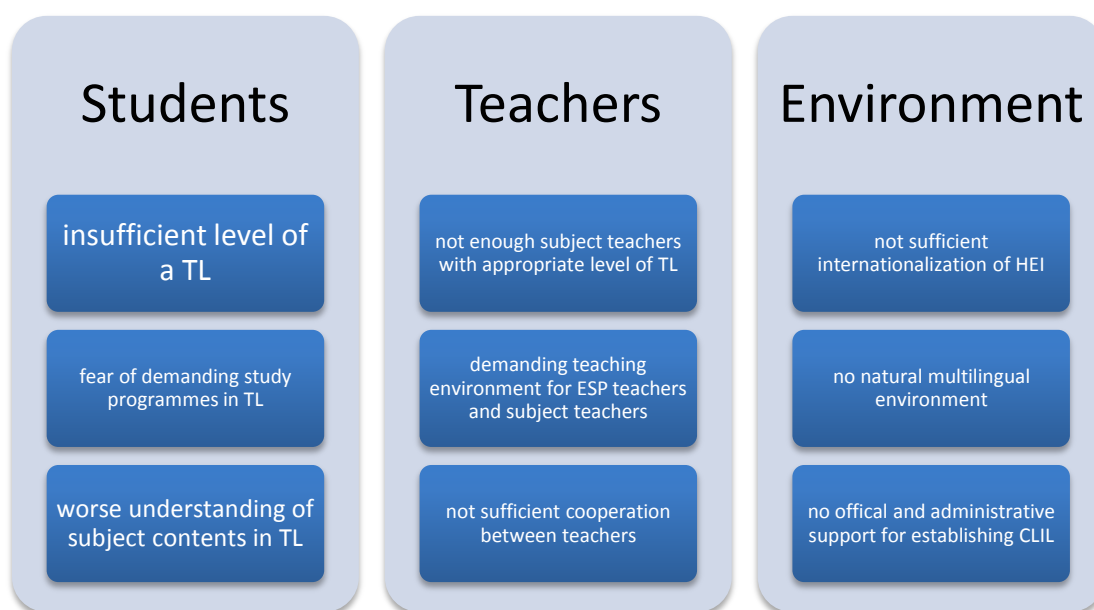 Students
insufficient level of
a TL
fear of demanding study
programmes in TL
worse understanding of
subject contents in TL
Teachers
not enough subject teachers
with appropriate level of TL
demanding teaching
environment for ESP teachers
and subject teachers
not sufficient cooperation
between teachers
Environment
not sufficient
internationalization of HEI
no natural multilingual
environment
no offical and administrative
support for establishing CLIL